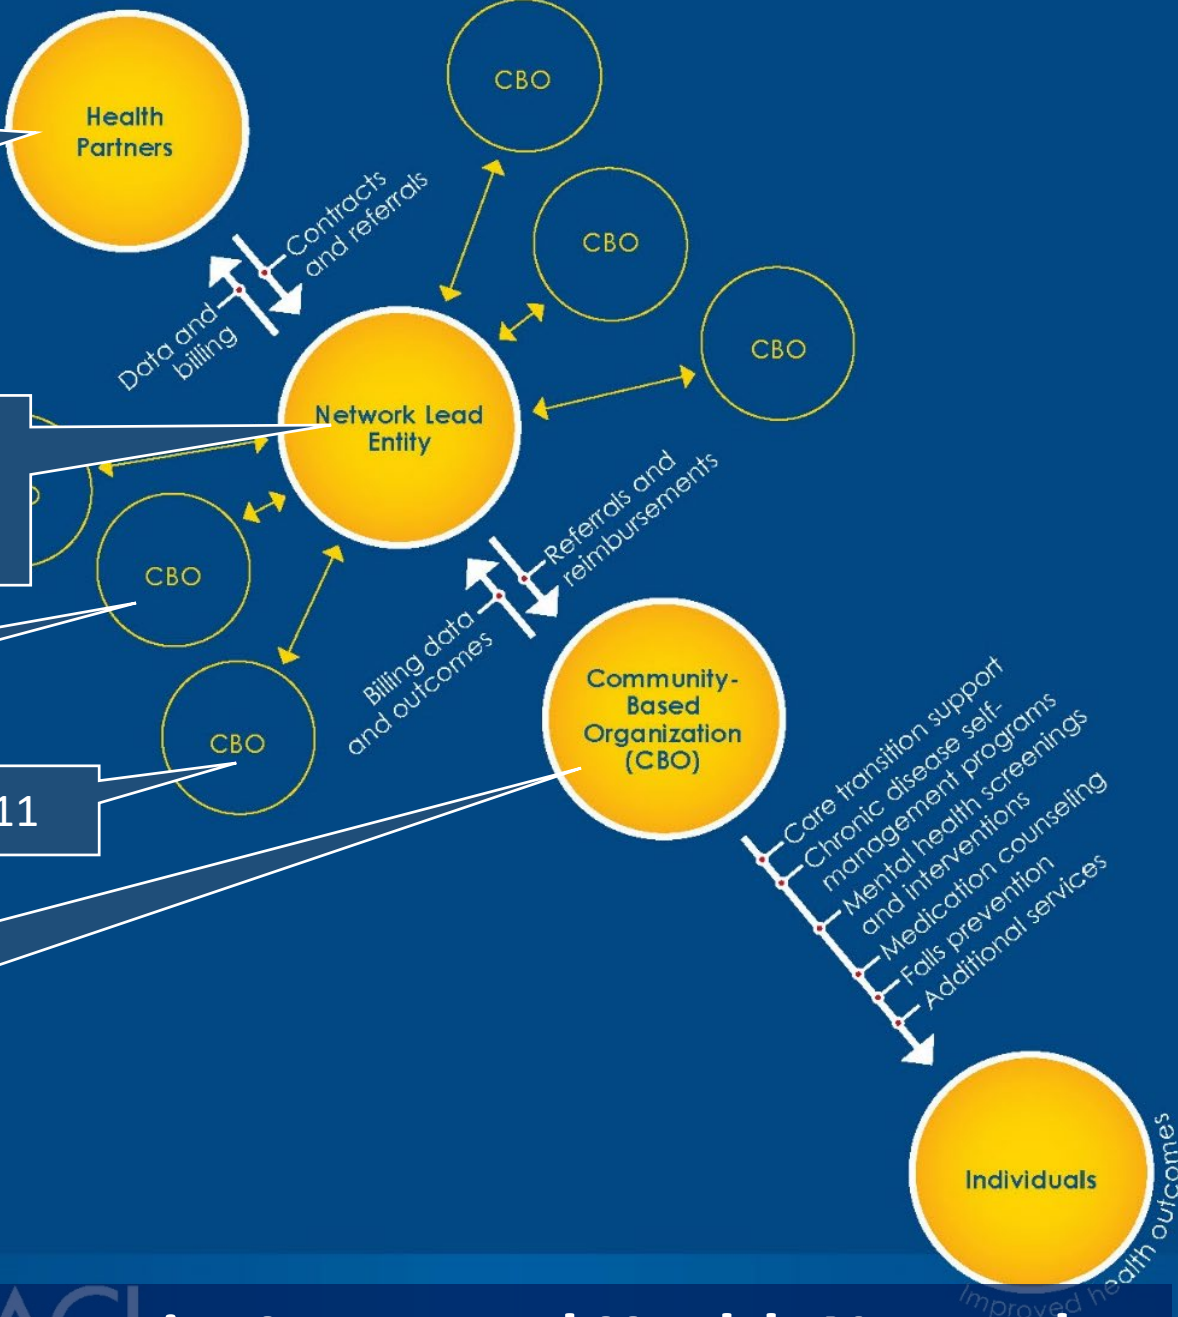 CBO
Health
Partners
Contracts
and referrals
CBO
Data and
billing
CBO
Network Lead
Entity
Referrals and
reimbursements
CBO
Billing data
and outcomes
Community-
Based
Organization
(CBO)
CBO
11
Care transition support
Chronic disease self-
management programs
Mental health screenings
and interventions
Medication counseling
Falls prevention
Additional services
Individuals
Improved health outcomes
ACL